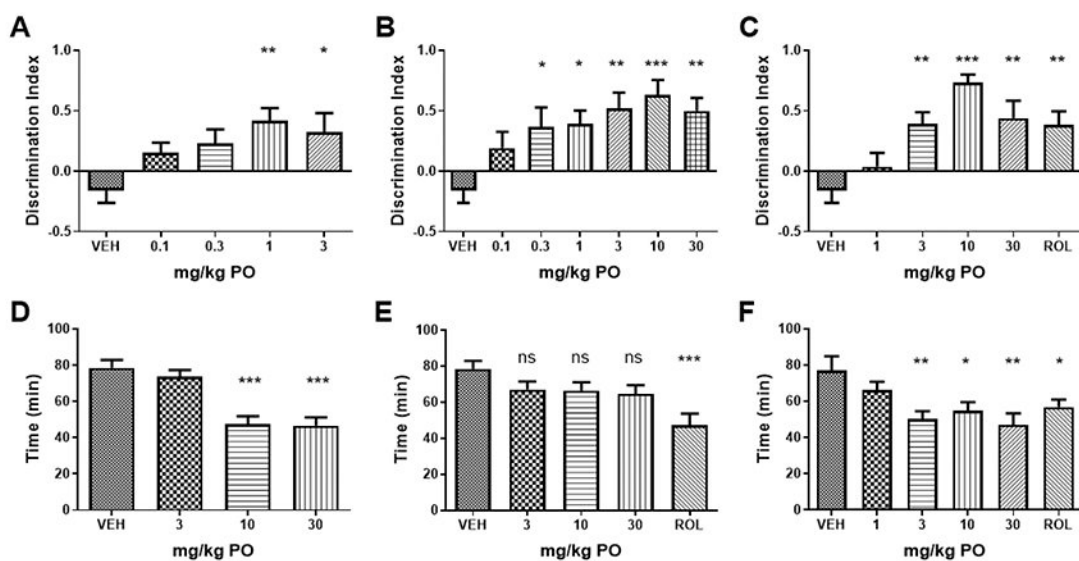 A
Discrimination Index
1.0
0.5
0.0
-0.5
** *
VEH 0.1 0.3 1 3
mg/kg PO
B
Discrimination Index
1.0
0.5
0.0
-0.5
* * ** *** **
VEH 0.1 0.3 1 3 10 30
mg/kg PO
C
Discrimination Index
1.0
0.5
0.0
-0.5
** *** ** **
VEH 1 3 10 30 ROL
mg/kg PO
D
Time (min)
100
80
60
40
20
0
*** ***
VEH 3 10 30
mg/kg PO
E
Time (min)
100
80
60
40
20
0
ns ns ns ***
VEH 3 10 30 ROL
mg/kg PO
F
Time (min)
100
80
60
40
20
0
** * ** *
VEH 1 3 10 30 ROL
mg/kg PO